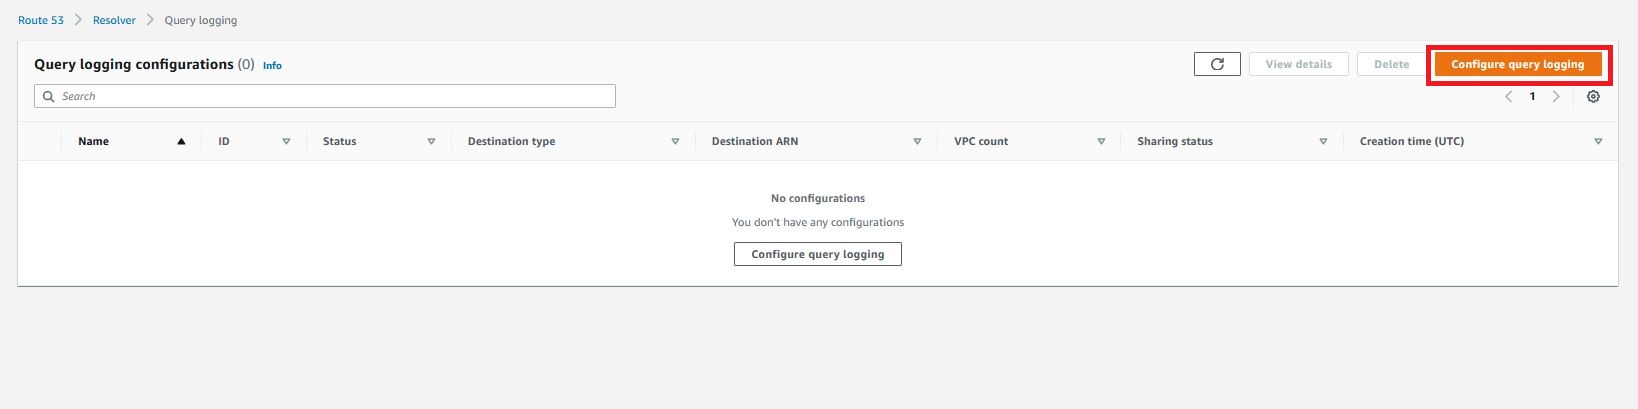 Route 53 > Resolver > Query logging
Query logging configurations (0) Info
View details Delete Configure query logging
Search
1
Name ID Status Destination type Destination ARN VPC count Sharing status Creation time (UTC)
No configurations
You don't have any configurations
Configure query logging